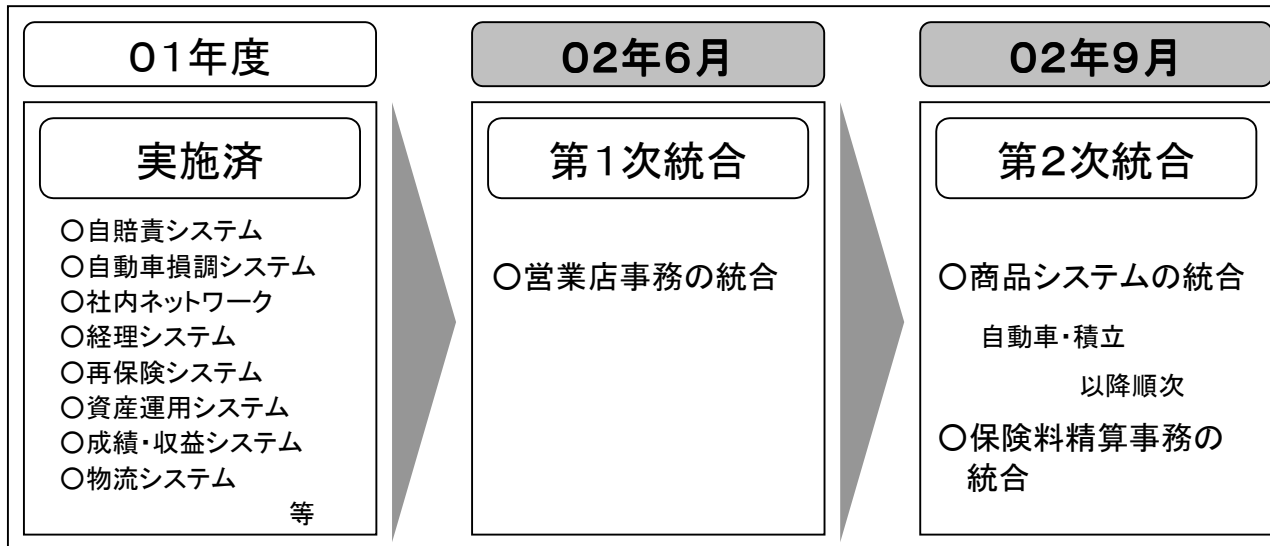 ０１年度
実施済
○自賠責システム
○自動車損調システム
○社内ネットワーク
○経理システム
○再保険システム
○資産運用システム
○成績・収益システム
○物流システム
等
０２年６月
第１次統合
○営業店事務の統合
０２年９月
第２次統合
○商品システムの統合
自動車・積立
以降順次
○保険料精算事務の
統合